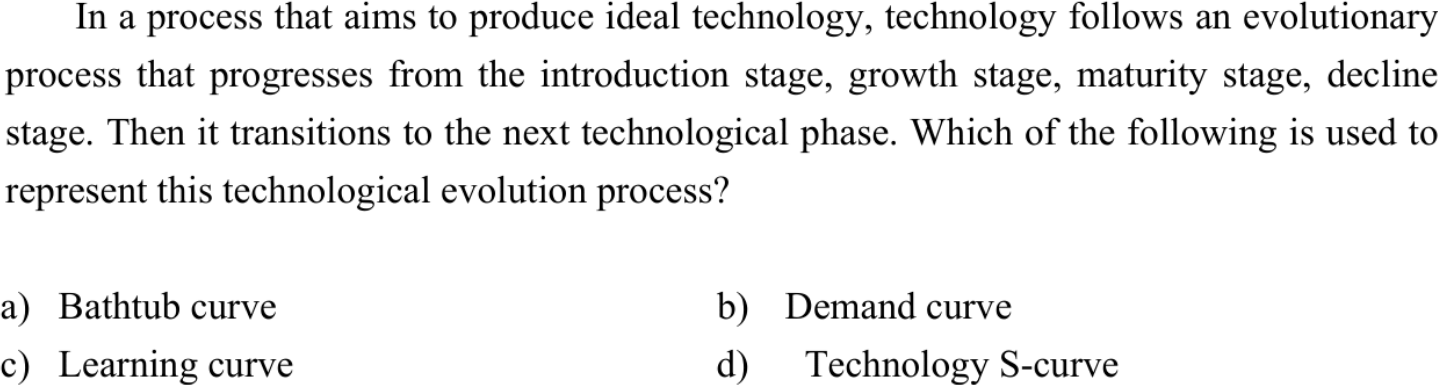 In a process that aims to produce ideal technology, technology follows an evolutionary
process that progresses from the introduction stage, growth stage, maturity stage, decline
stage. Then it transitions to the next technological phase. Which of the following is used to
represent this technological evolution process?
a) Bathtub curve b) Demand curve
c) Learning curve d) Technology S-curve